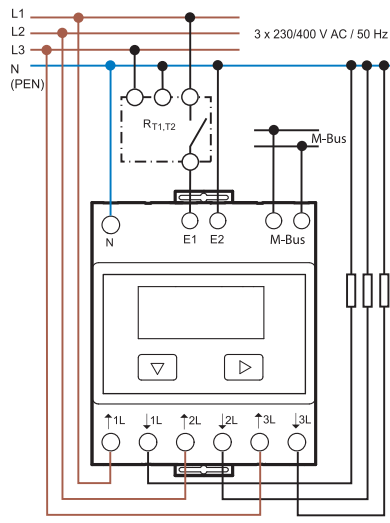 L1
L2
3 x 230/400 V AC / 50 Hz
L3
N
(PEN)
RT1,T2
M-Bus
N
E1
E2
M-Bus
↑1L
↓1L
↑2L
↓2L
↑3L
↓3L